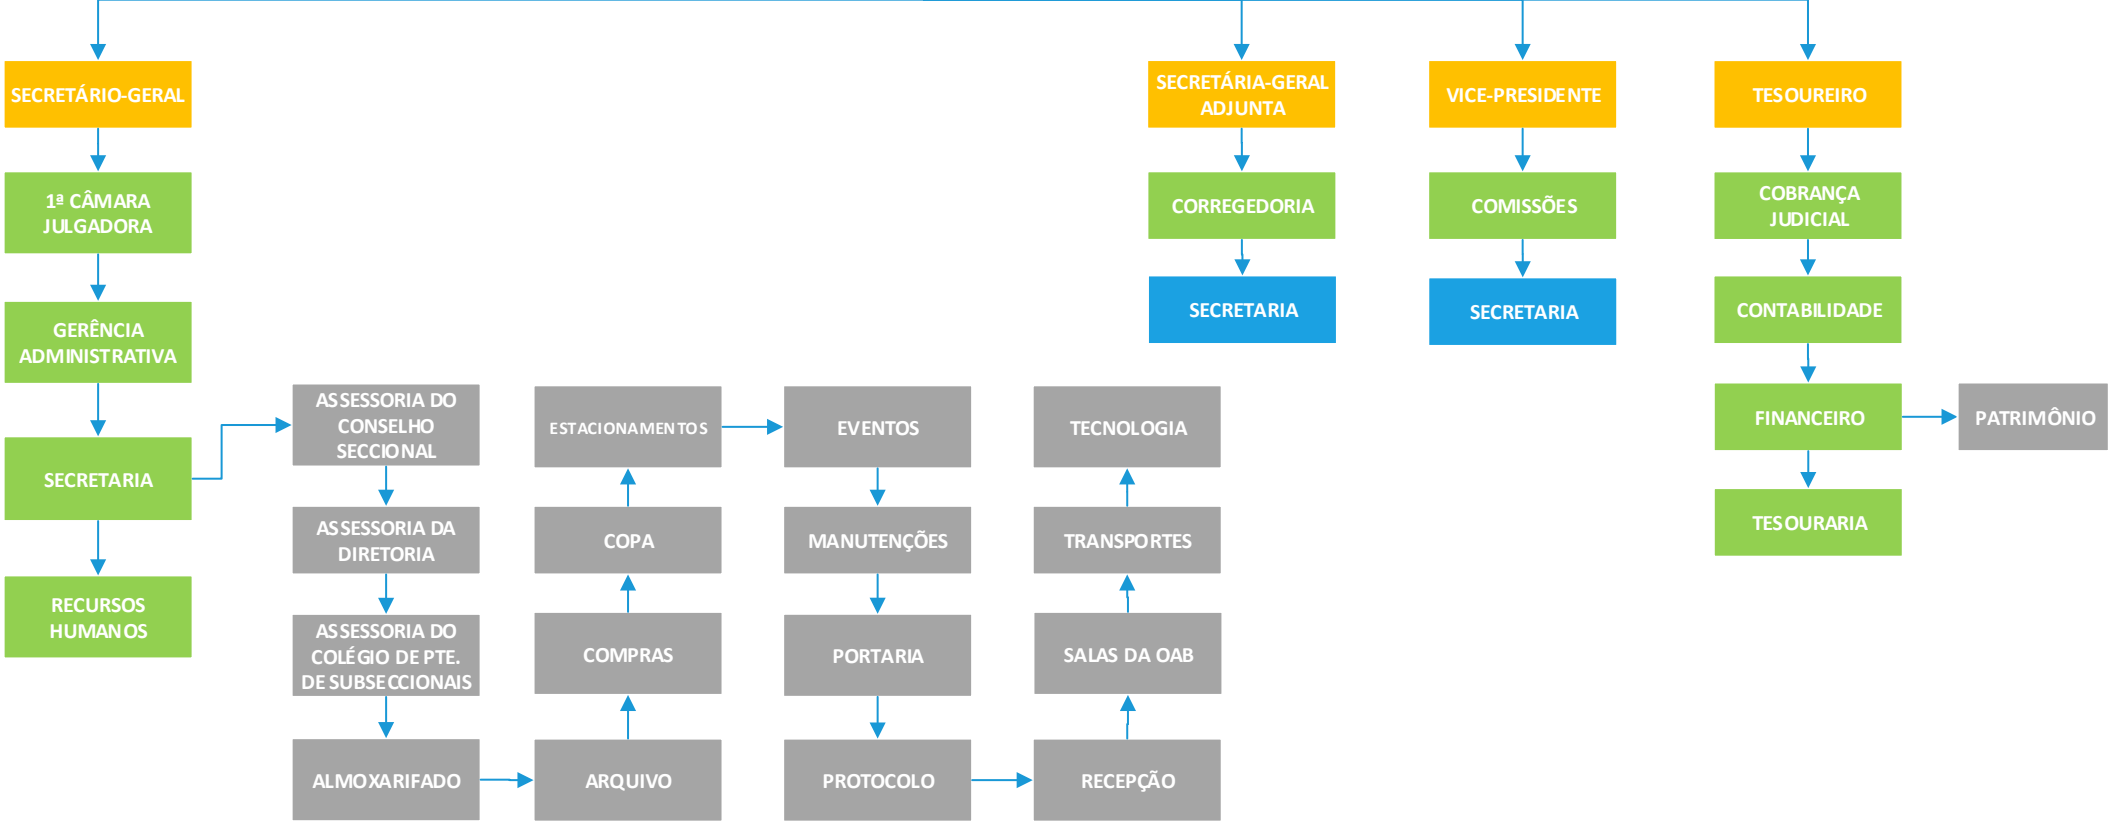 SECRETÁRIO-GERAL
SECRETÁRIA-GERAL
ADJUNTA
VICE-PRESIDENTE
TESOUREIRO
1ª CÂMARA
JULGADORA
CORREGEDORIA
COMISSÕES
COBRANÇA
JUDICIAL
GERÊNCIA
ADMINISTRATIVA
SECRETARIA
SECRETARIA
CONTABILIDADE
SECRETARIA
RECURSOS
HUMANOS
ASSESSORIA DO
CONSELHO
SECCIONAL
ASSESSORIA DA
DIRETORIA
ASSESSORIA DO
COLÉGIO DE PTE.
DE SUBSECCIONAIS
ALMOXARIFADO
ARQUIVO
COMPRAS
COPA
ESTACIONAMENTOS
EVENTOS
MANUTENÇÕES
PORTARIA
PROTOCOLO
RECEPÇÃO
SALAS DA OAB
TRANSPORTES
TECNOLOGIA
FINANCEIRO
PATRIMÔNIO
TESOURARIA